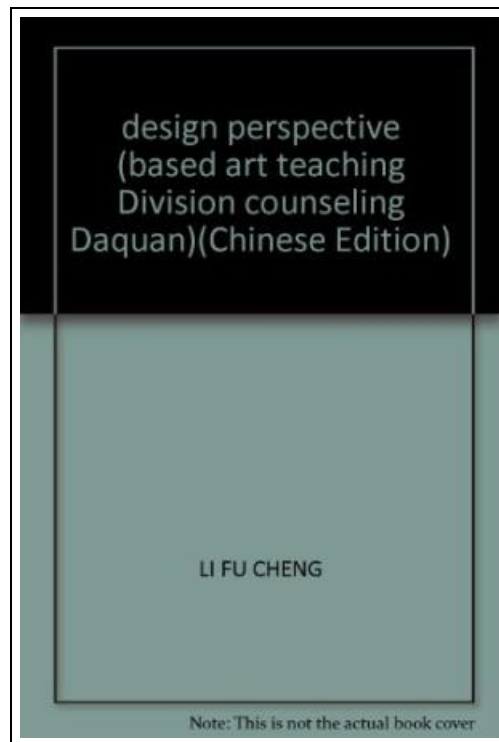 design perspective
(based art teaching
Division counseling
Daquan)(Chinese Edition)
LI FU CHENG
Note: This is not the actual book cover